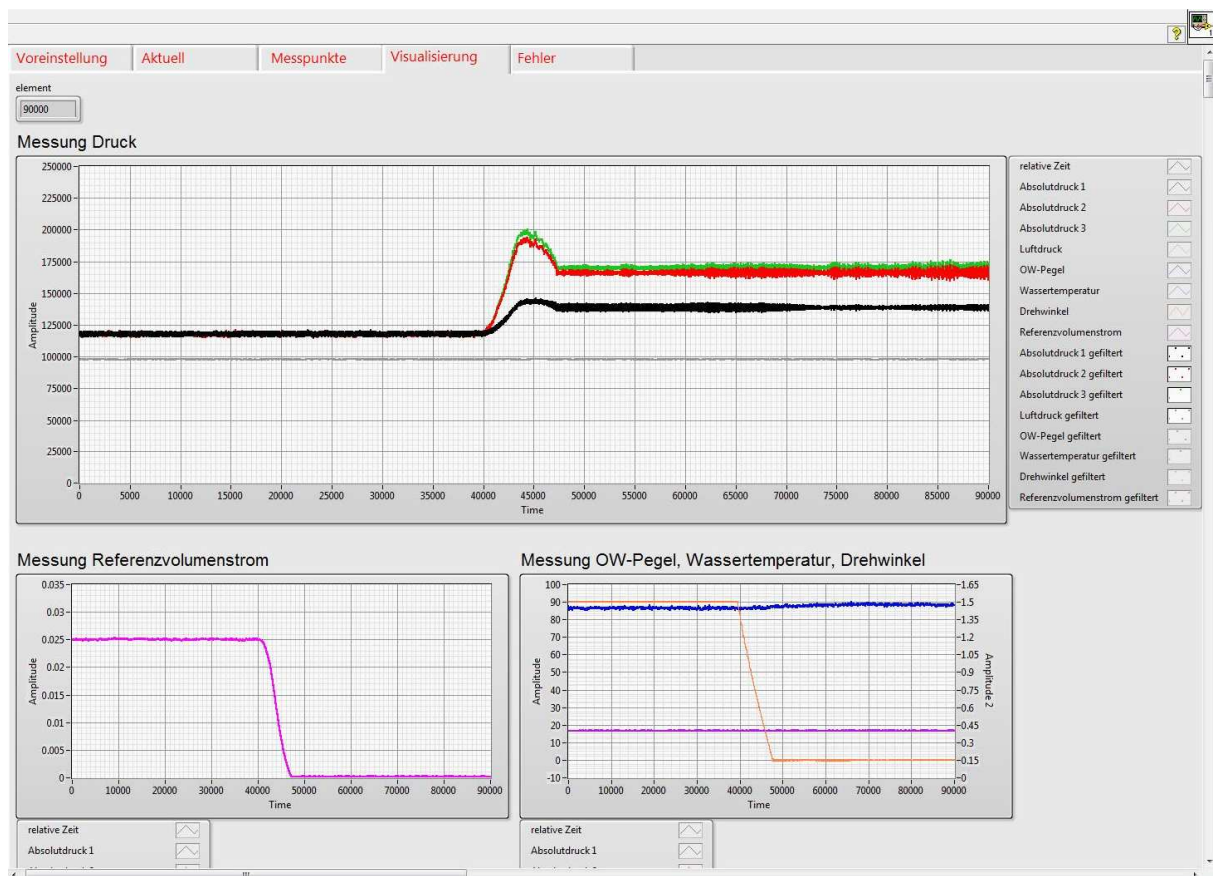 Voreinstellung Aktuell Messpunkte Visualisierung Fehler
element
90000
Messung Druck
250000
225000
200000
175000
150000
125000
100000
75000
50000
25000
0
Amplitude
0 5000 10000 15000 20000 25000 30000 35000 40000 45000 50000 55000 60000 65000 70000 75000 80000 85000 90000
Time
relative Zeit
Absolutdruck 1
Absolutdruck 2
Absolutdruck 3
Luftdruck
OW-Pegel
Wassertemperatur
Drehwinkel
Referenzvolumenstrom
Absolutdruck 1 gefiltert
Absolutdruck 2 gefiltert
Absolutdruck 3 gefiltert
Luftdruck gefiltert
OW-Pegel gefiltert
Wassertemperatur gefiltert
Drehwinkel gefiltert
Referenzvolumenstrom gefiltert
Messung Referenzvolumenstrom
0.035
0.03
0.025
0.02
0.015
0.01
0.005
0
Amplitude
0 10000 20000 30000 40000 50000 60000 70000 80000 90000
Time
relative Zeit
Absolutdruck 1
Messung OW-Pegel, Wassertemperatur, Drehwinkel
100
90
80
70
60
50
40
30
20
10
0
-10
Amplitude
1.65
1.5
1.35
1.2
1.05
0.9
0.75
0.6
0.45
0.3
0.15
0
Amplitude 2
0 10000 20000 30000 40000 50000 60000 70000 80000 90000
Time
relative Zeit
Absolutdruck 1